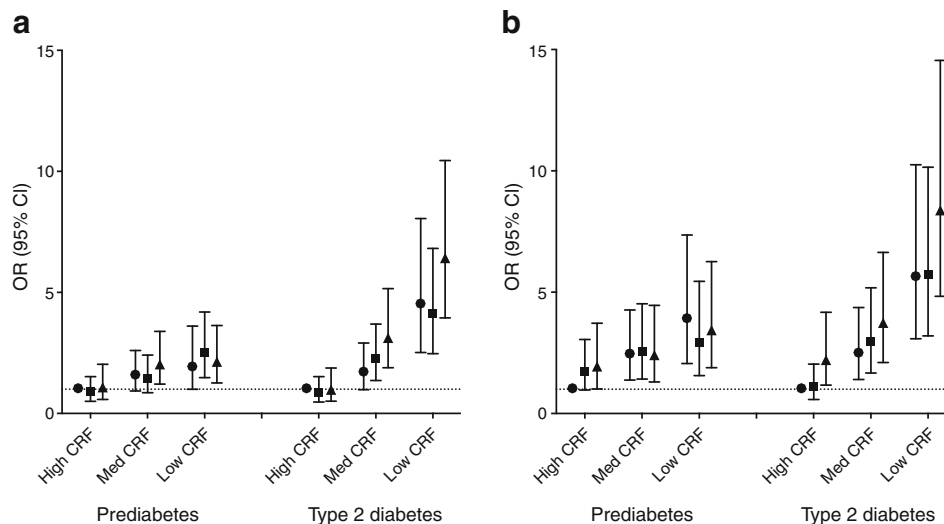 a
15
10
5
0
OR (95% CI)
High CRF
Med CRF
Low CRF
High CRF
Med CRF
Low CRF
Prediabetes
Type 2 diabetes
b
15
10
5
0
OR (95% CI)
High CRF
Med CRF
Low CRF
High CRF
Med CRF
Low CRF
Prediabetes
Type 2 diabetes